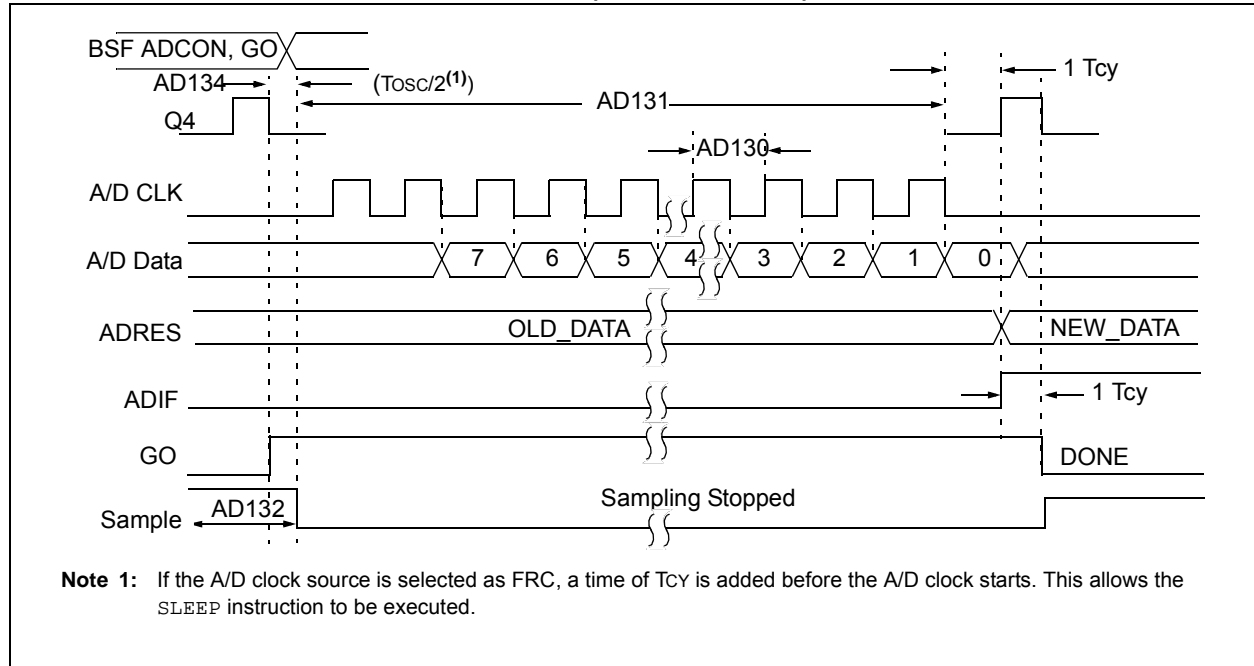 BSF ADCON, GO
AD134
(TOSC/2(1))
AD131
1 TCY
Q4
AD130
A/D CLK
A/D Data
7 6 5 4 3 2 1 0
ADRES
OLD_DATA
NEW_DATA
ADIF
1 TCY
GO
DONE
Sample
AD132
Sampling Stopped
Note 1: If the A/D clock source is selected as FRC, a time of TCY is added before the A/D clock starts. This allows the
SLEEP instruction to be executed.